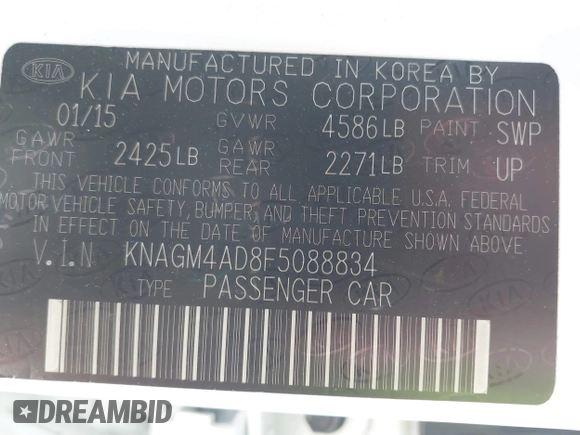 KIA MANUFACTURED IN KOREA BY
KIA MOTORS CORPORATION
01/15 GVWR 4586LB PAINT SWP
GAWR FRONT 2425LB GAWR REAR 2271LB TRIM UP
THIS VEHICLE CONFORMS TO ALL APPLICABLE U.S.A. FEDERAL
MOTOR VEHICLE SAFETY, BUMPER, AND THEFT PREVENTION STANDARDS
IN EFFECT ON THE DATE OF MANUFACTURE SHOWN ABOVE
V.I.N KNAGM4AD8F5088834
TYPE PASSENGER CAR
DREAMBID